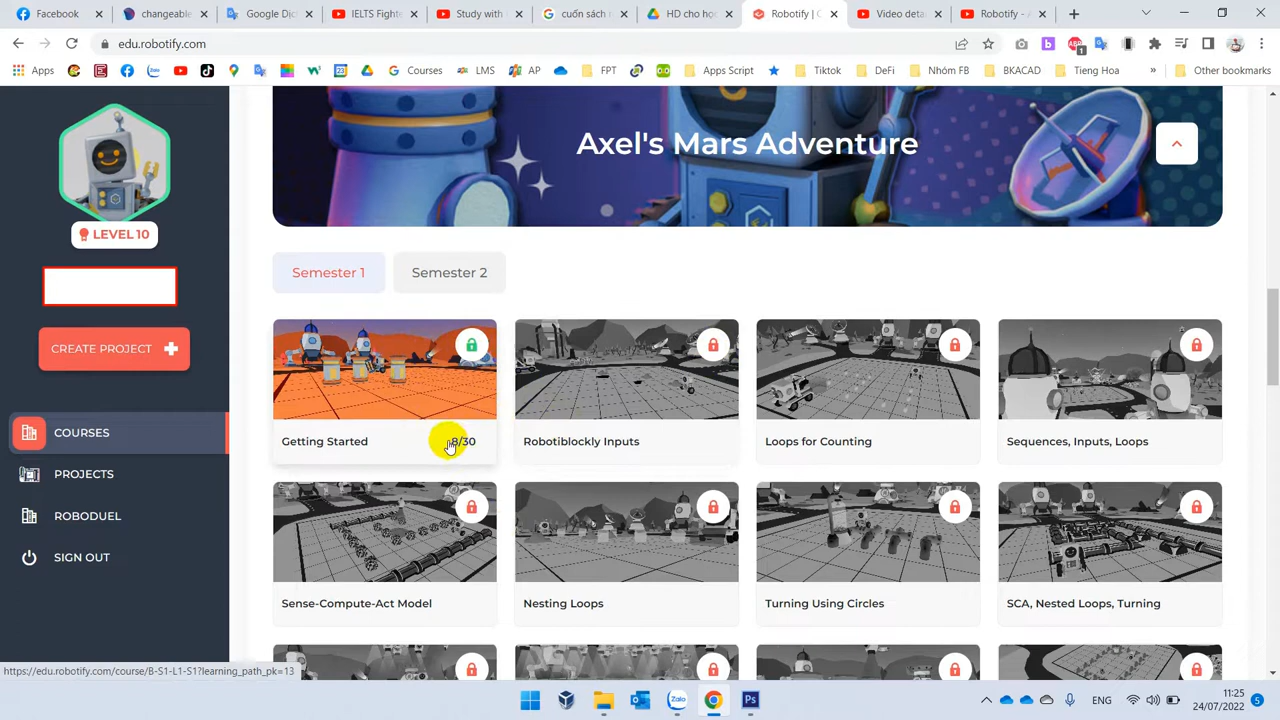 Facebook
changeable
Google Dịc
IELTS Fighte
Study with
cuốn sách n
HD cho họ
Robotify | C
Video deta
Robotify - A
edu.robotify.com
1
Apps
Courses
LMS
AP
FPT
Apps Script
Tiktok
DeFi
Nhóm FB
BKACAD
Tieng Hoa
»
Other bookmarks
Axel's Mars Adventure
LEVEL 10
Semester 1
Semester 2
CREATE PROJECT
COURSES
PROJECTS
ROBODUEL
SIGN OUT
Getting Started
8/30
Robotiblockly Inputs
Loops for Counting
Sequences, Inputs, Loops
Sense-Compute-Act Model
Nesting Loops
Turning Using Circles
SCA, Nested Loops, Turning
https://edu.robotify.com/course/B-S1-L1-S1?learning_path_pk=13
Zalo
Ps
ENG
11:25
24/07/2022
5